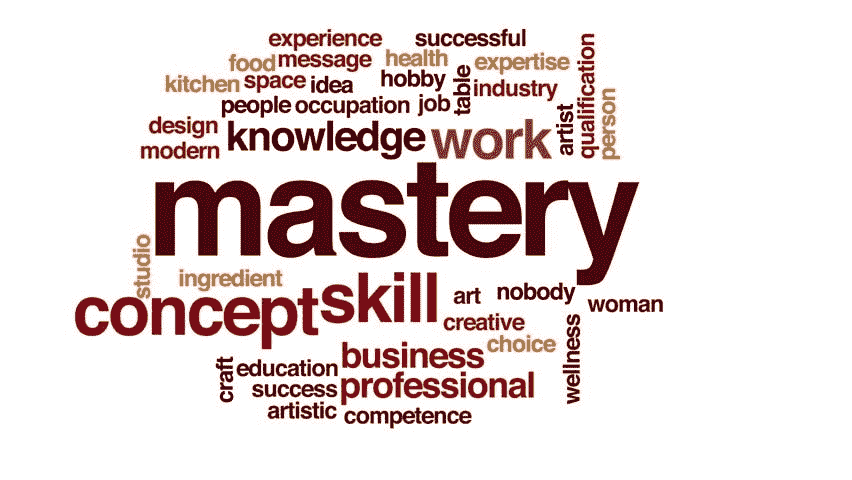 experience successful
food message health expertise
kitchen space idea hobby table industry qualification
people occupation job artist person
design knowledge work
modern
mastery
studio
ingredient
concept skill art nobody woman
creative
choice wellness
craft education business
success professional
artistic competence